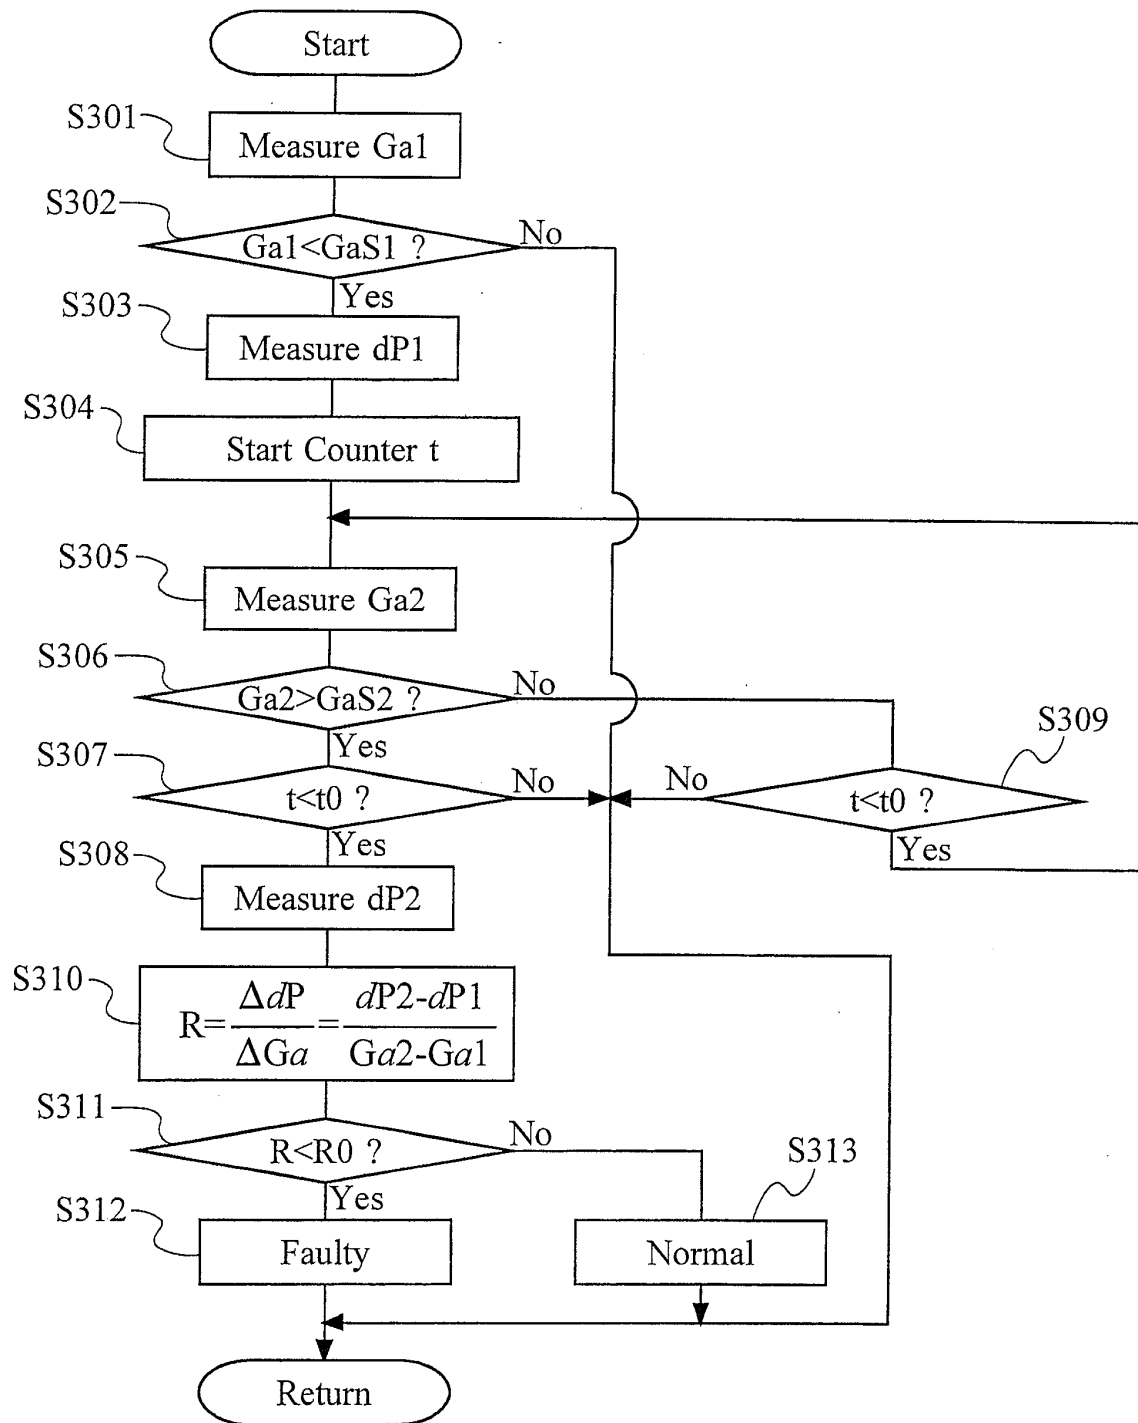 Start
S301
Measure Ga1
S302
Ga1<GaS1 ?
No
Yes
S303
Measure dP1
S304
Start Counter t
S305
Measure Ga2
S306
Ga2>GaS2 ?
No
Yes
S307
t<t0 ?
No
Yes
S309
t<t0 ?
No
Yes
S308
Measure dP2
S310
R=ΔdP/ΔGa=dP2-dP1/Ga2-Ga1
S311
R<R0 ?
No
Yes
S312
Faulty
S313
Normal
Return